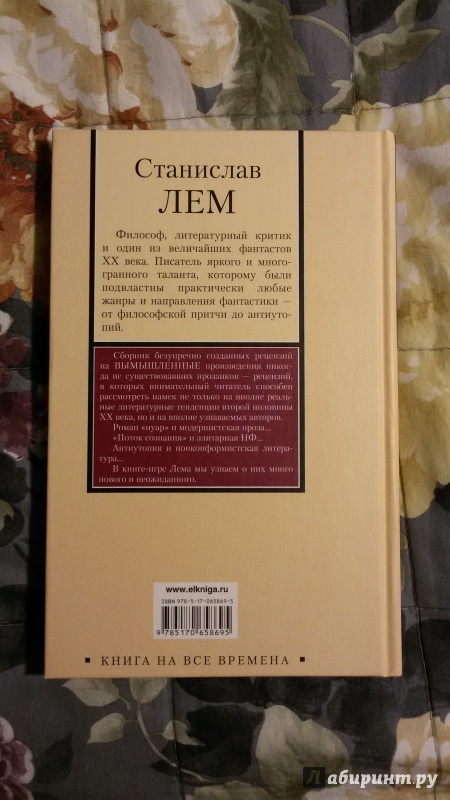 Станислав
ЛЕМ
Философ, литературный критик
и один из величайших фантастов
XX века. Писатель яркого и много-
гранного таланта, которому были
подвластны практически любые
жанры и направления фантастики —
от философской притчи до антиуто-
пий.
Сборник безупречно созданных рецензий
на ВЫМЫШЛЕННЫЕ произведения никог-
да не существовавших прозаиков — рецензий,
в которых внимательный читатель способен
рассмотреть намек не только на вполне реаль-
ные литературные тенденции второй половины
XX века, но и на вполне узнаваемых авторов.
Роман «нуар» и модернистская проза...
«Поток сознания» и элитарная НФ...
Антиутопия и нонконформистская литера-
тура...
В книге-игре Лема мы узнаем о них много
нового и неожиданного.
www.elkniga.ru
ISBN 978-5-17-065869-5
9 785170 658695
▪ КНИГА НА ВСЕ ВРЕМЕНА ▪
Лабиринт.ру